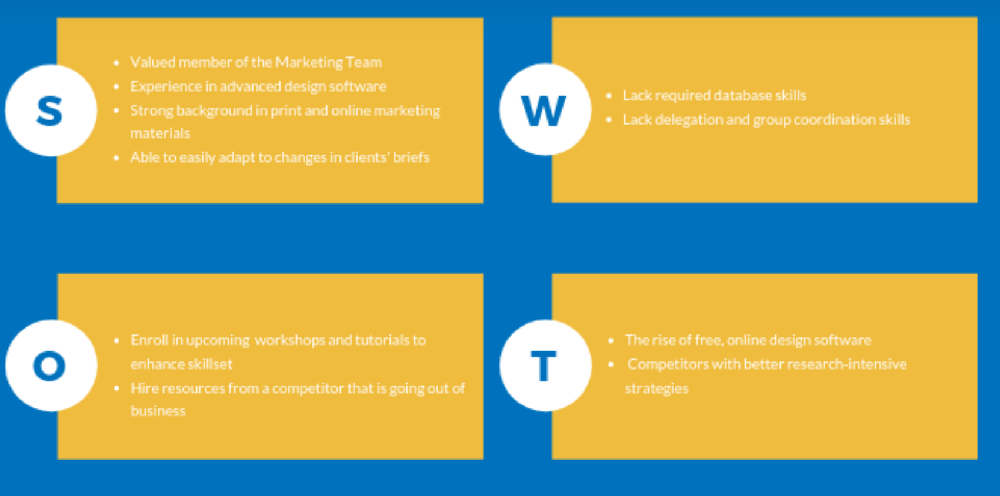 S
• Valued member of the Marketing Team
• Experience in advanced design software
• Strong background in print and online marketing
materials
• Able to easily adapt to changes in clients' briefs
W
• Lack required database skills
• Lack delegation and group coordination skills
O
• Enroll in upcoming workshops and tutorials to
enhance skillset
• Hire resources from a competitor that is going out of
business
T
• The rise of free, online design software
• Competitors with better research-intensive
strategies